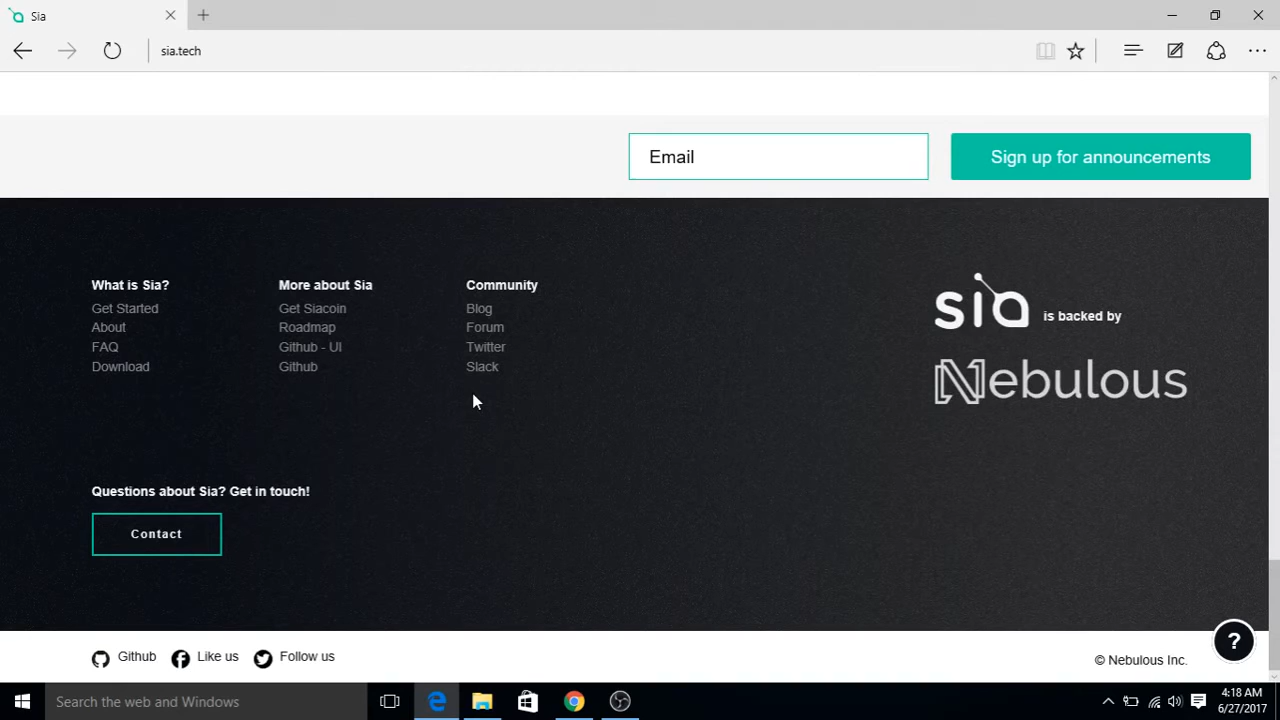 Sia
sia.tech
Email
Sign up for announcements
What is Sia?
Get Started
About
FAQ
Download
More about Sia
Get Siacoin
Roadmap
Github - UI
Github
Community
Blog
Forum
Twitter
Slack
sia is backed by
Nebulous
Questions about Sia? Get in touch!
Contact
Github
Like us
Follow us
© Nebulous Inc.
?
Search the web and Windows
4:18 AM
6/27/2017